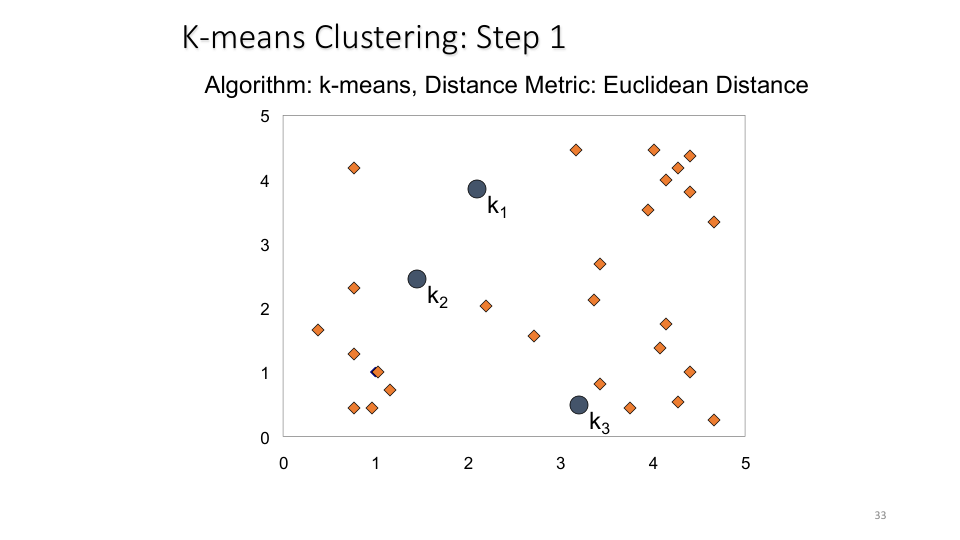 K-means Clustering: Step 1
Algorithm: k-means, Distance Metric: Euclidean Distance
5
4
k1
3
k2
2
1
k3
0
0 1 2 3 4 5
33